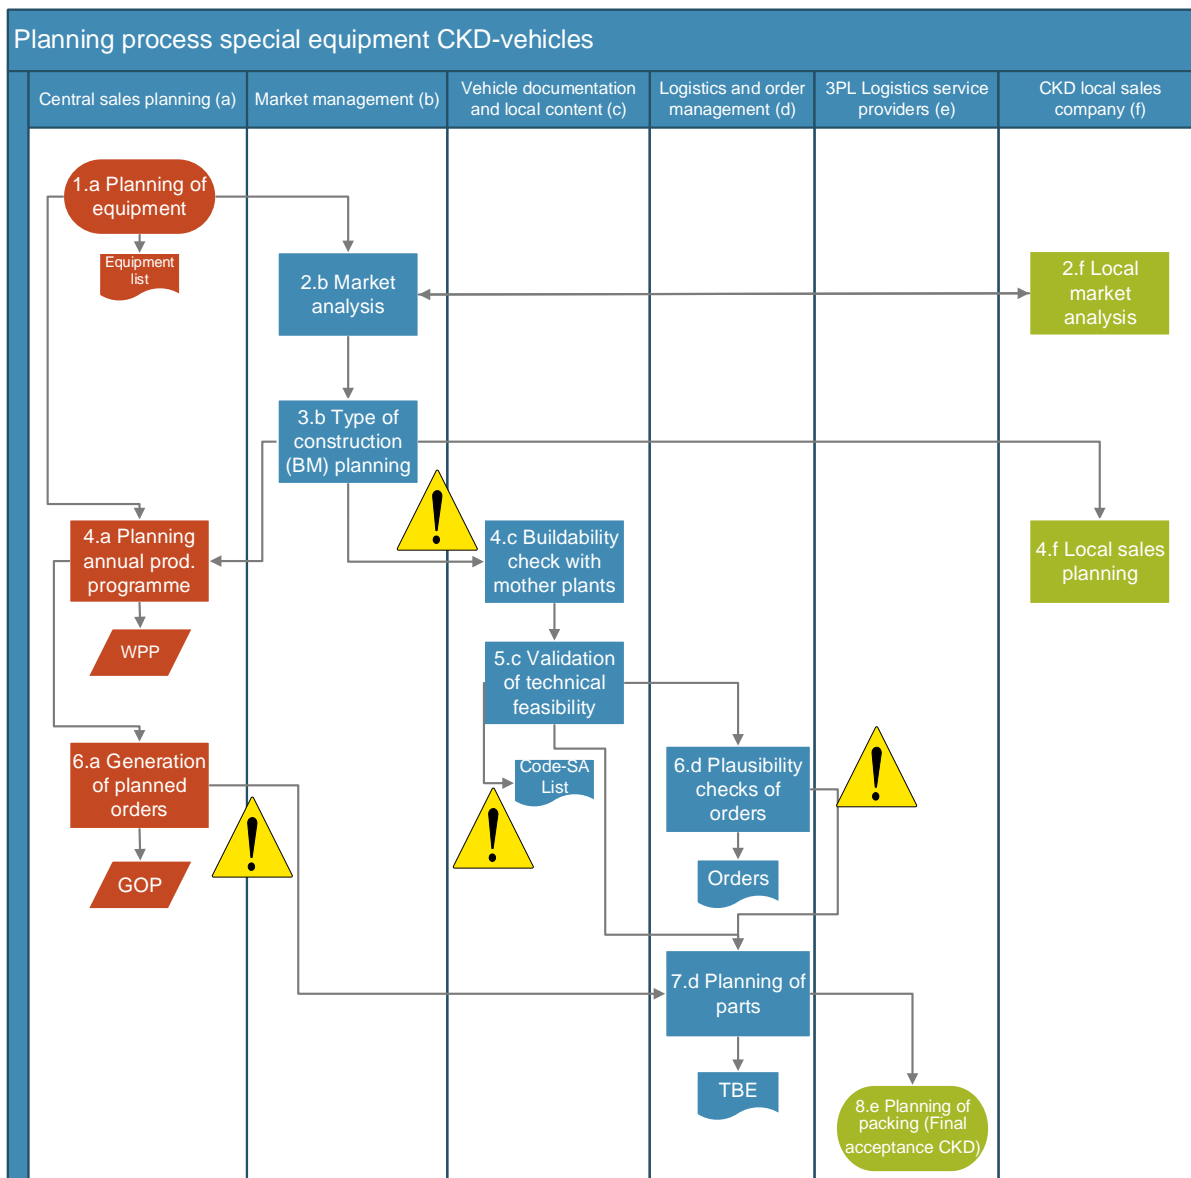 Planning process special equipment CKD-vehicles
Central sales planning (a)
Market management (b)
Vehicle documentation
and local content (c)
Logistics and order
management (d)
3PL Logistics service
providers (e)
CKD local sales
company (f)
1.a Planning of
equipment
Equipment
list
2.b Market
analysis
2.f Local
market
analysis
3.b Type of
construction
(BM) planning
4.a Planning
annual prod.
programme
4.c Buildability
check with
mother plants
4.f Local sales
planning
WPP
5.c Validation
of technical
feasibility
6.a Generation
of planned
orders
Code-SA
List
6.d Plausibility
checks of
orders
GOP
Orders
7.d Planning of
parts
TBE
8.e Planning of
packing (Final
acceptance CKD)